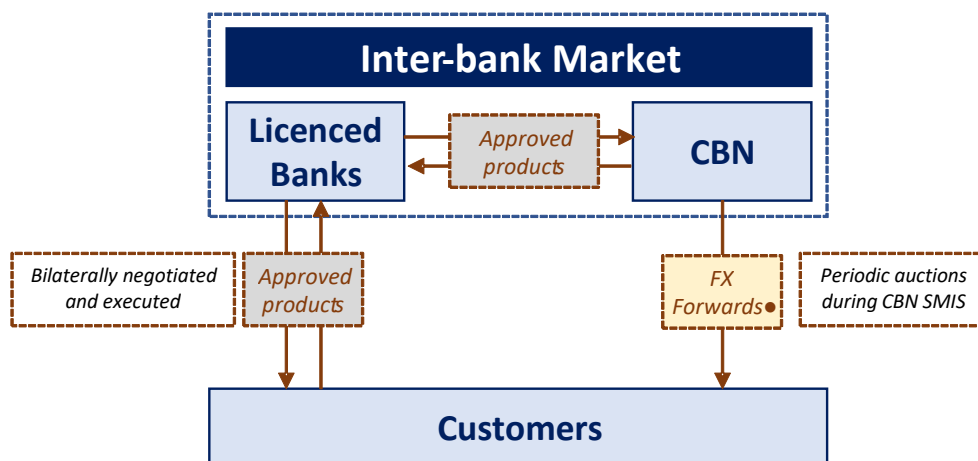 Inter-bank Market
Licenced
Banks
Approved
products
CBN
Bilaterally negotiated
and executed
Approved
products
FX
Forwards●
Periodic auctions
during CBN SMIS
Customers